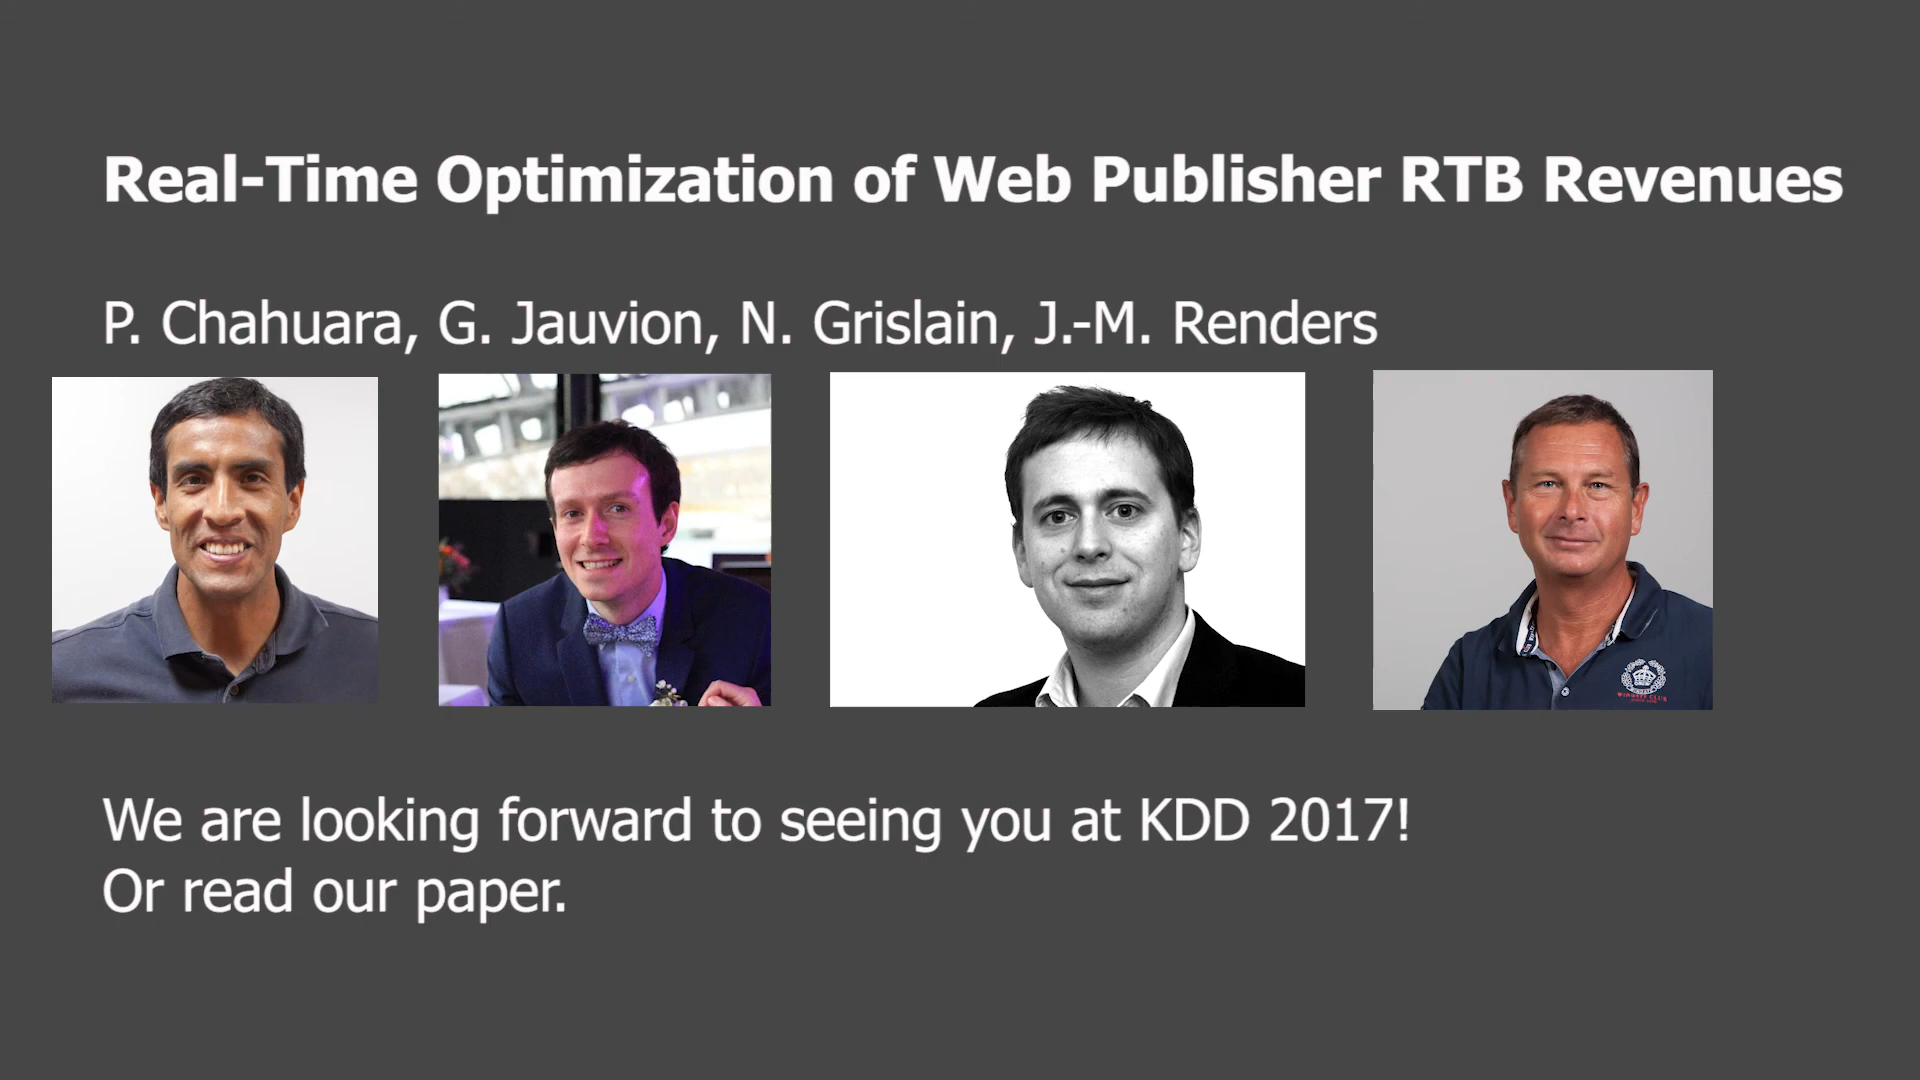 Real-Time Optimization of Web Publisher RTB Revenues
P. Chahuara, G. Jauvion, N. Grislain, J.-M. Renders
We are looking forward to seeing you at KDD 2017!
Or read our paper.